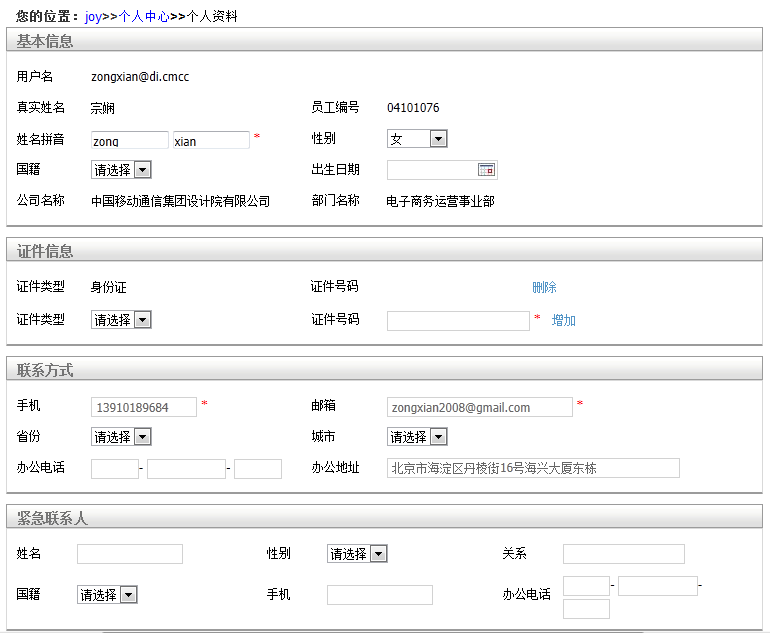 您的位置：joy>>个人中心>>个人资料
基本信息
用户名 zongxian@di.cmcc
真实姓名 宗娴 员工编号 04101076
姓名拼音 zong xian * 性别 女
国籍 请选择 出生日期
公司名称 中国移动通信集团设计院有限公司 部门名称 电子商务运营事业部
证件信息
证件类型 身份证 证件号码 删除
证件类型 请选择 证件号码 * 增加
联系方式
手机 13910189684 * 邮箱 zongxian2008@gmail.com *
省份 请选择 城市 请选择
办公电话 - - 办公地址 北京市海淀区丹棱街16号海兴大厦东栋
紧急联系人
姓名 性别 请选择 关系
国籍 请选择 手机 办公电话 - -